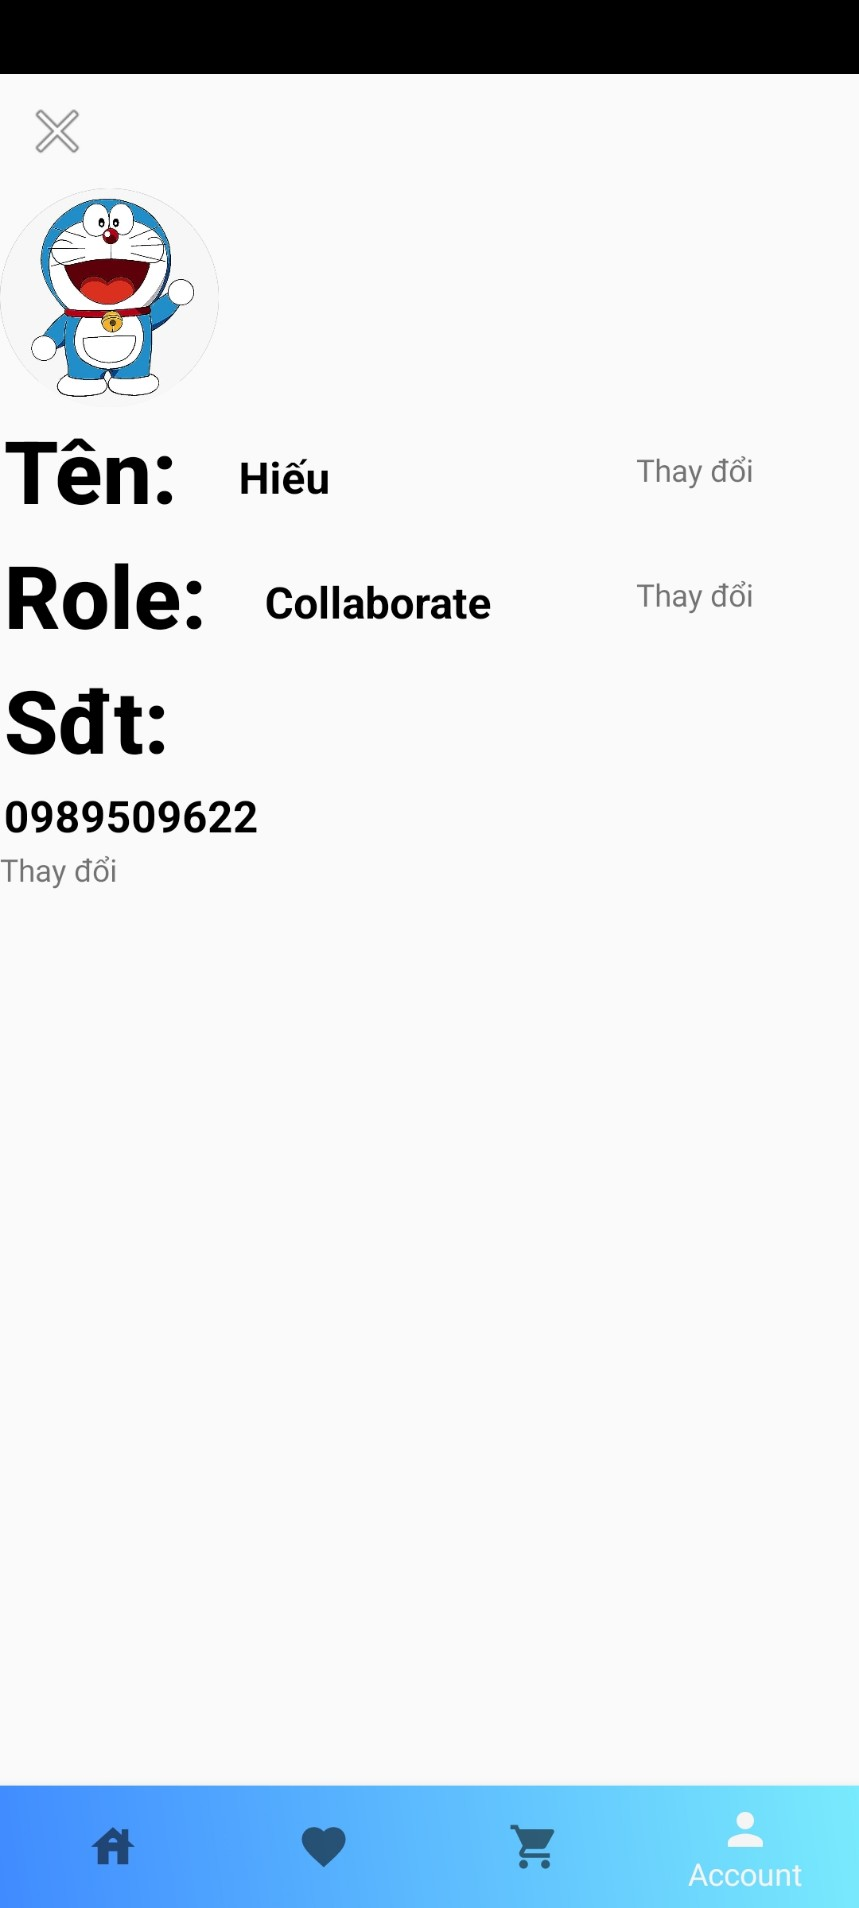 Tên: Hiếu Thay đổi
Role: Collaborate Thay đổi
Sđt:
0989509622
Thay đổi
Account